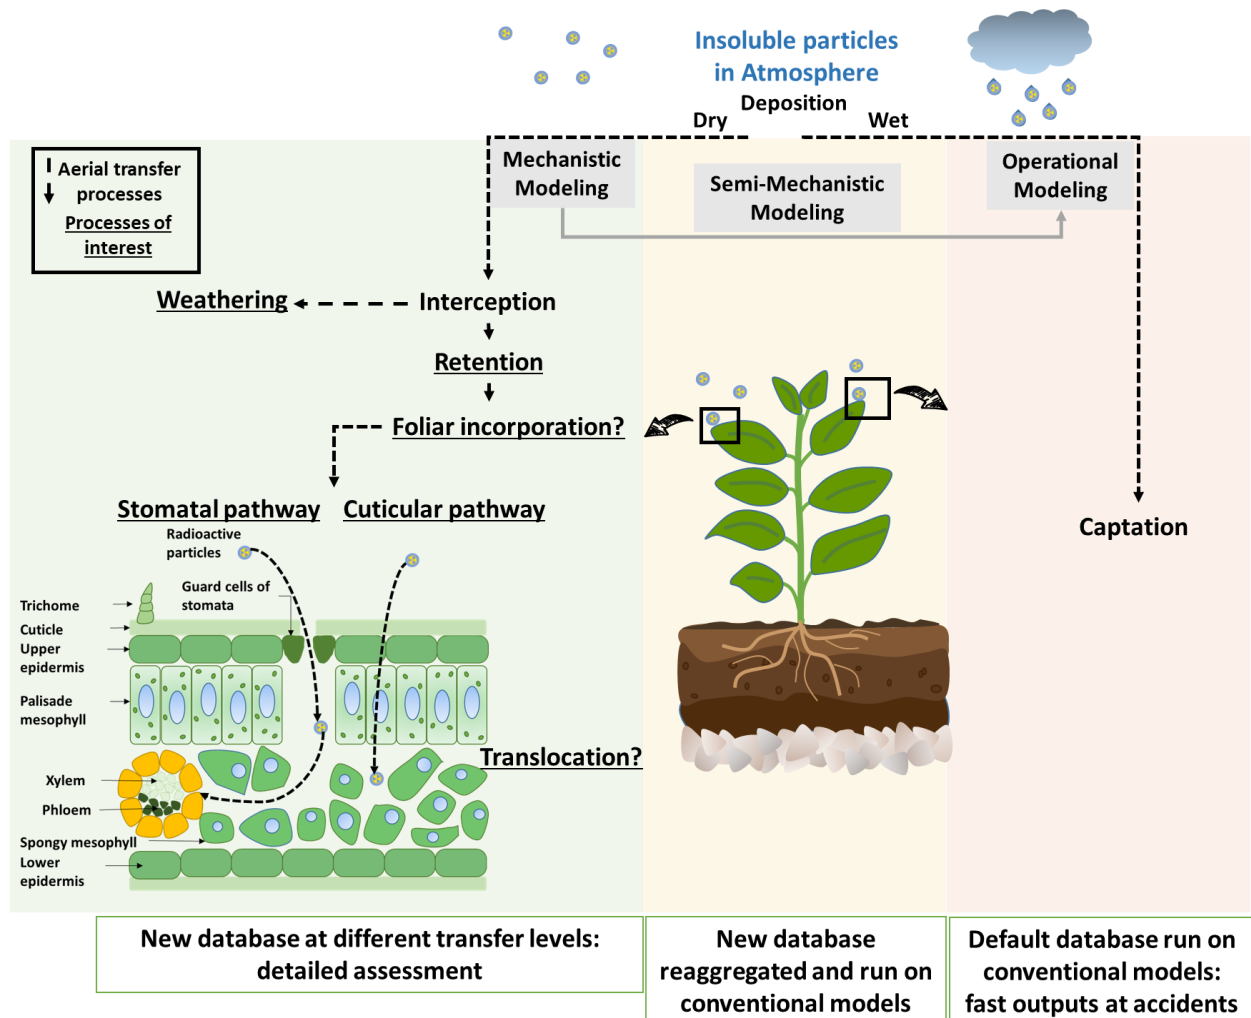 Insoluble particles
in Atmosphere
Deposition
Dry
Wet
Aerial transfer
processes
Processes of
interest
Mechanistic
Modeling
Semi-Mechanistic
Modeling
Operational
Modeling
Weathering
Interception
Retention
Foliar incorporation?
Stomatal pathway
Cuticular pathway
Radioactive
particles
Captation
Guard cells of
stomata
Trichome
Cuticle
Upper
epidermis
Palisade
mesophyll
Translocation?
Xylem
Phloem
Spongy mesophyll
Lower
epidermis
New database at different transfer levels:
detailed assessment
New database
reaggregated and run on
conventional models
Default database run on
conventional models:
fast outputs at accidents